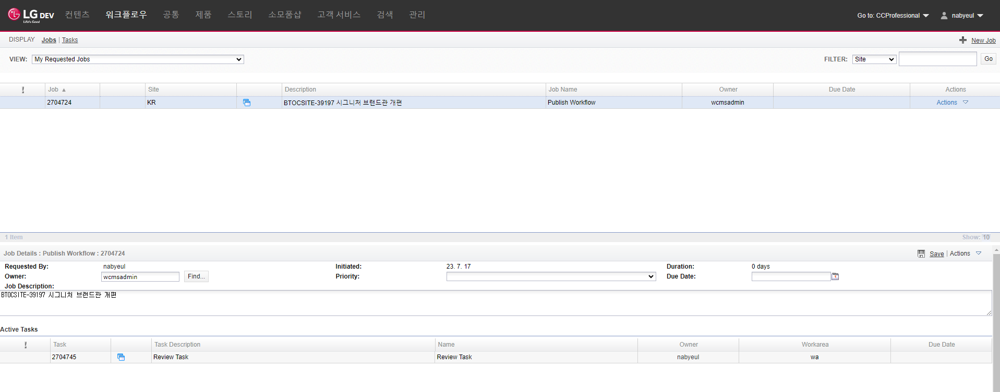 LG DEV 컨텐츠 워크플로우 공통 제품 스토리 소모품샵 고객 서비스 검색 관리 Go to: CCProfessional nabyeul
Life's Good
DISPLAY Jobs | Tasks New Job
VIEW: My Requested Jobs FILTER: Site Go
! Job Site Description Job Name Owner Due Date Actions
2704724 KR BTOCSITE-39197 시그니처 브랜드관 개편 Publish Workflow wcmsadmin Actions
1 Item Show: 10
Job Details : Publish Workflow : 2704724 Save | Actions
Requested By: nabyeul Initiated: 23. 7. 17 Duration: 0 days
Owner: wcmsadmin Find... Priority: Due Date:
Job Description:
BTOCSITE-39197 시그니처 브랜드관 개편
Active Tasks
! Task Task Description Name Owner Workarea Due Date
2704745 Review Task Review Task nabyeul wa